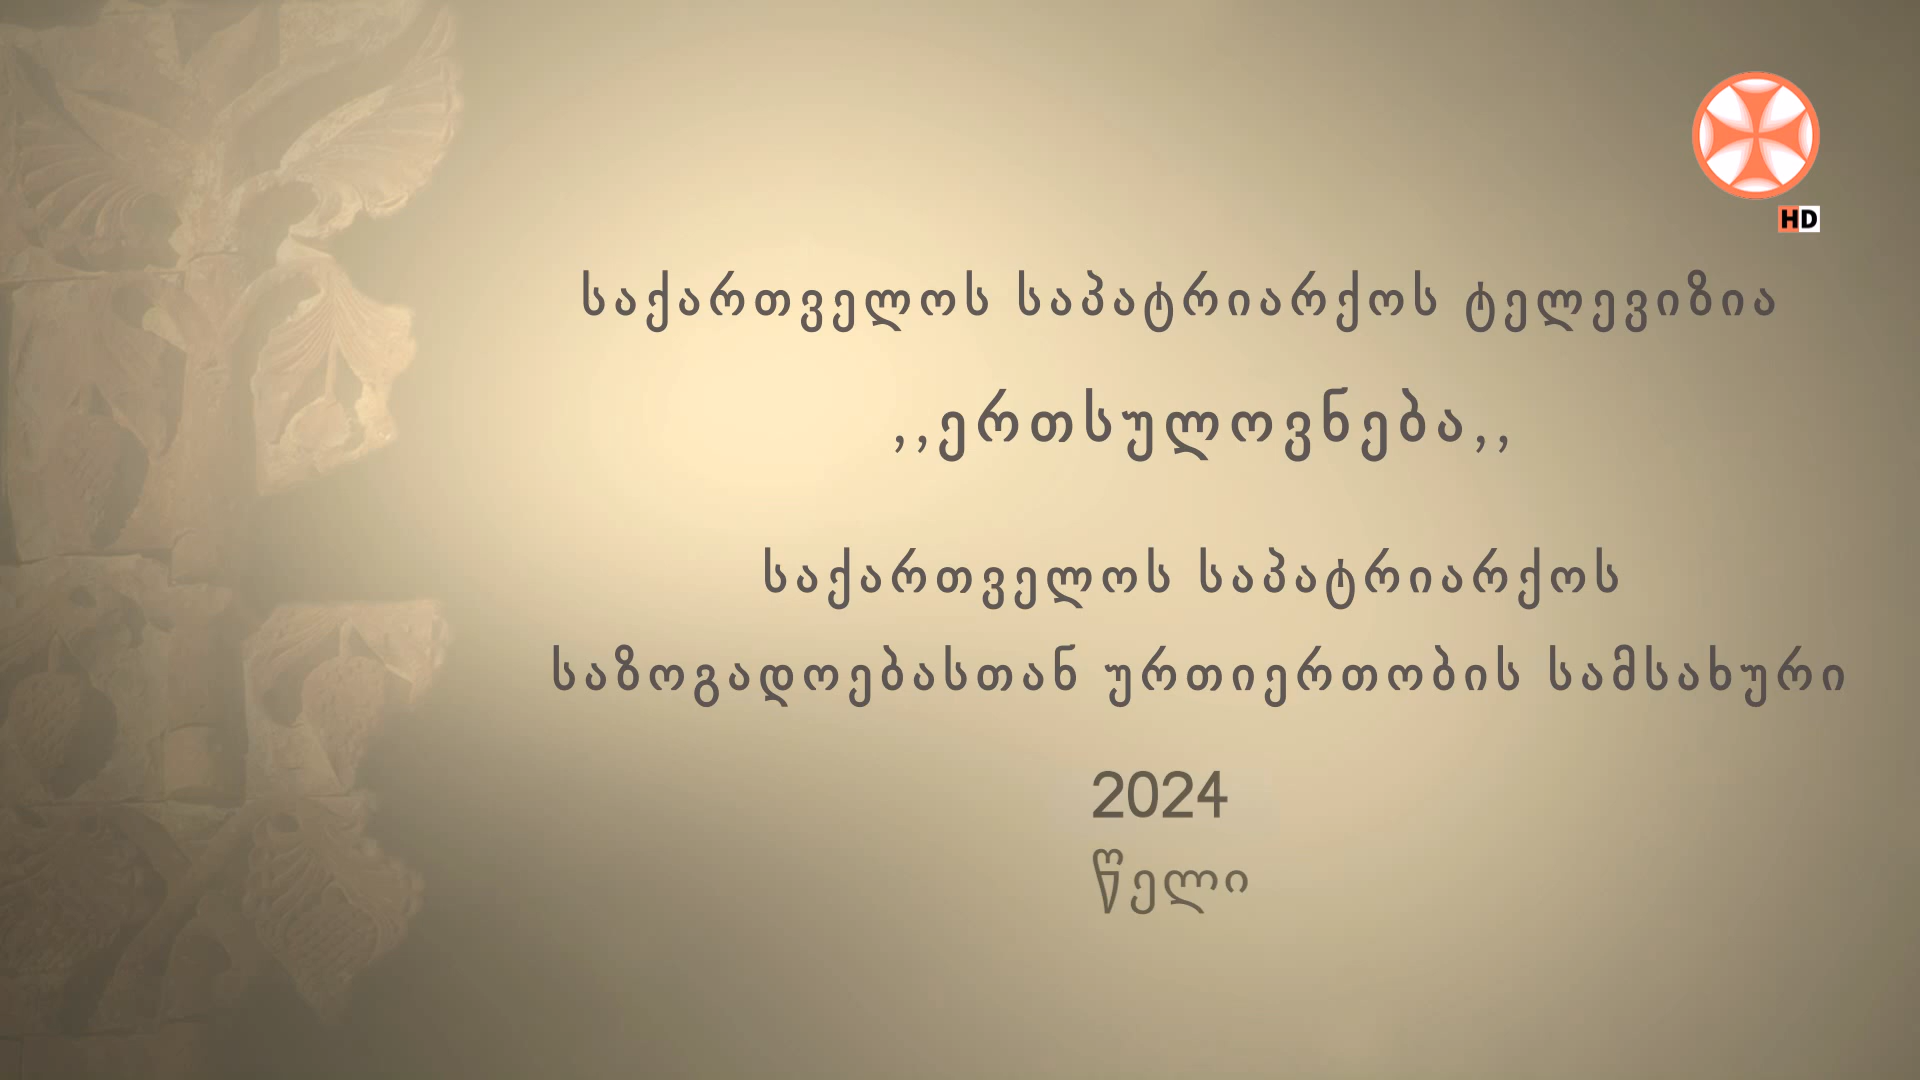 HD
საქართველოს საპატრიარქოს ტელევიზია
,,ერთსულოვნება,,
საქართველოს საპატრიარქოს
საზოგადოებასთან ურთიერთობის სამსახური
2024
წელი